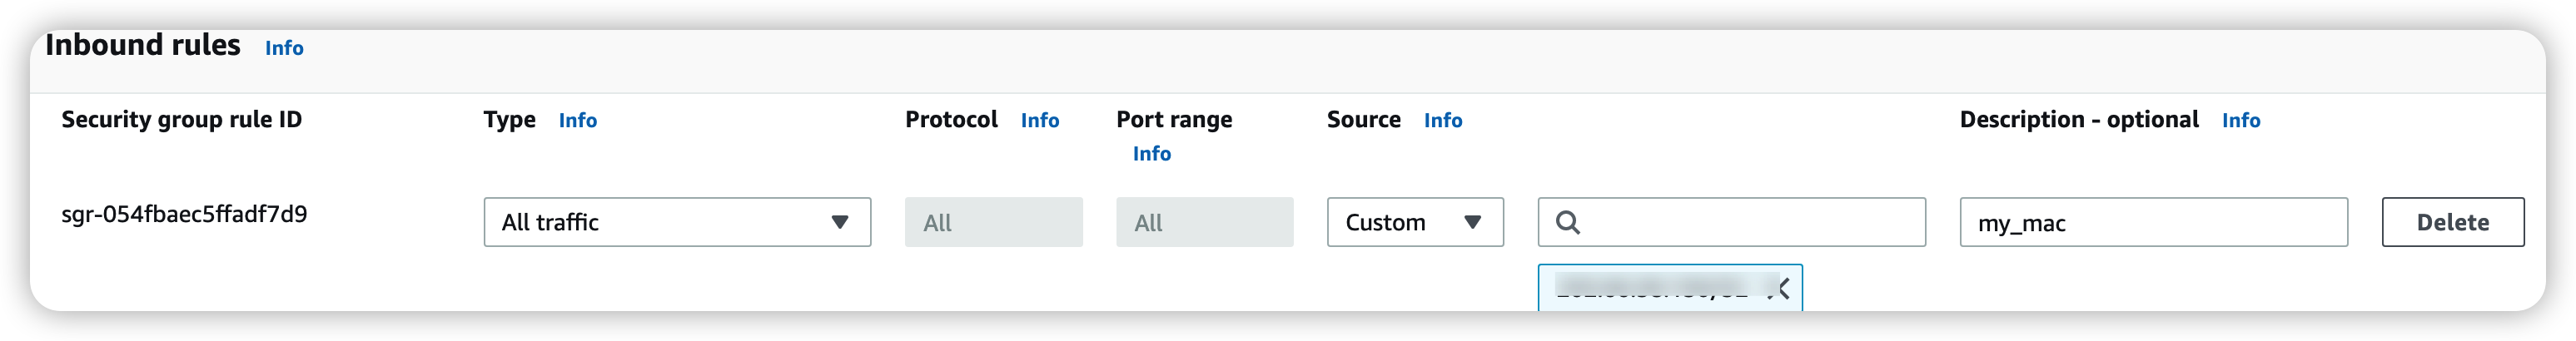 Inbound rules Info
Security group rule ID Type Info Protocol Info Port range Info Source Info Description - optional Info
sgr-054fbaec5ffadf7d9 All traffic All All Custom my_mac Delete